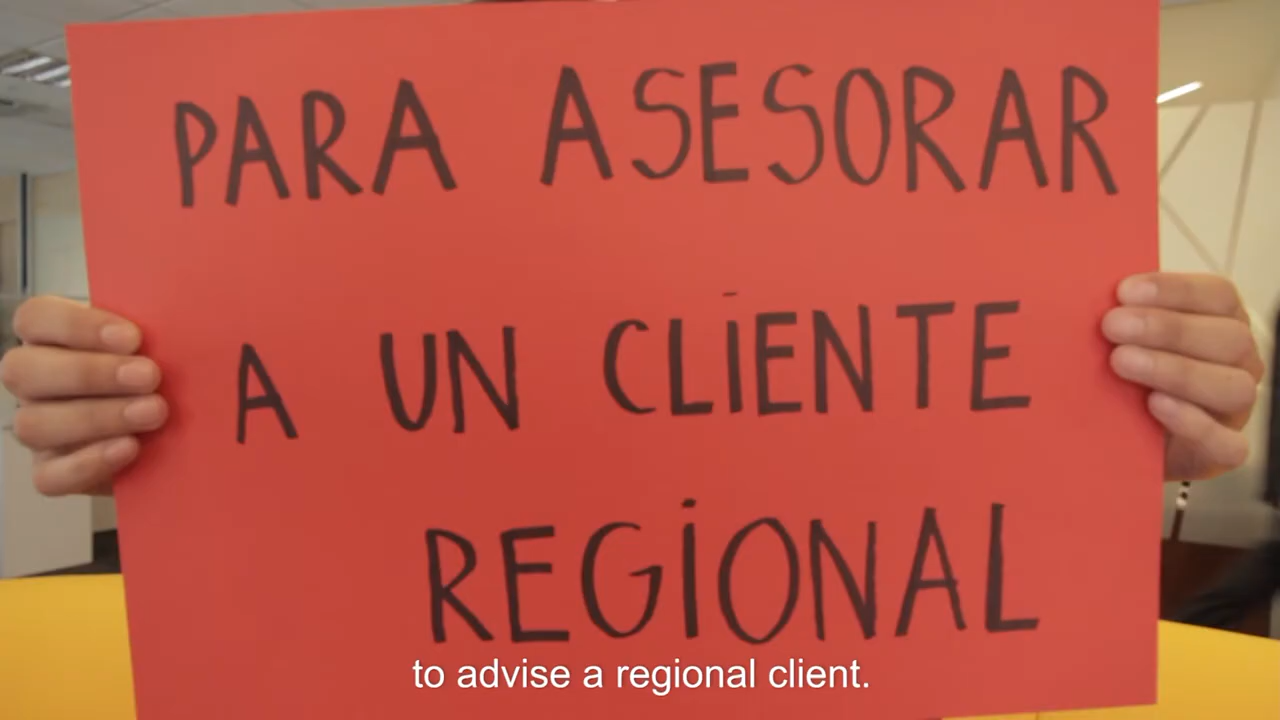 PARA ASESORAR
A UN CLIENTE
REGIONAL
to advise a regional client.